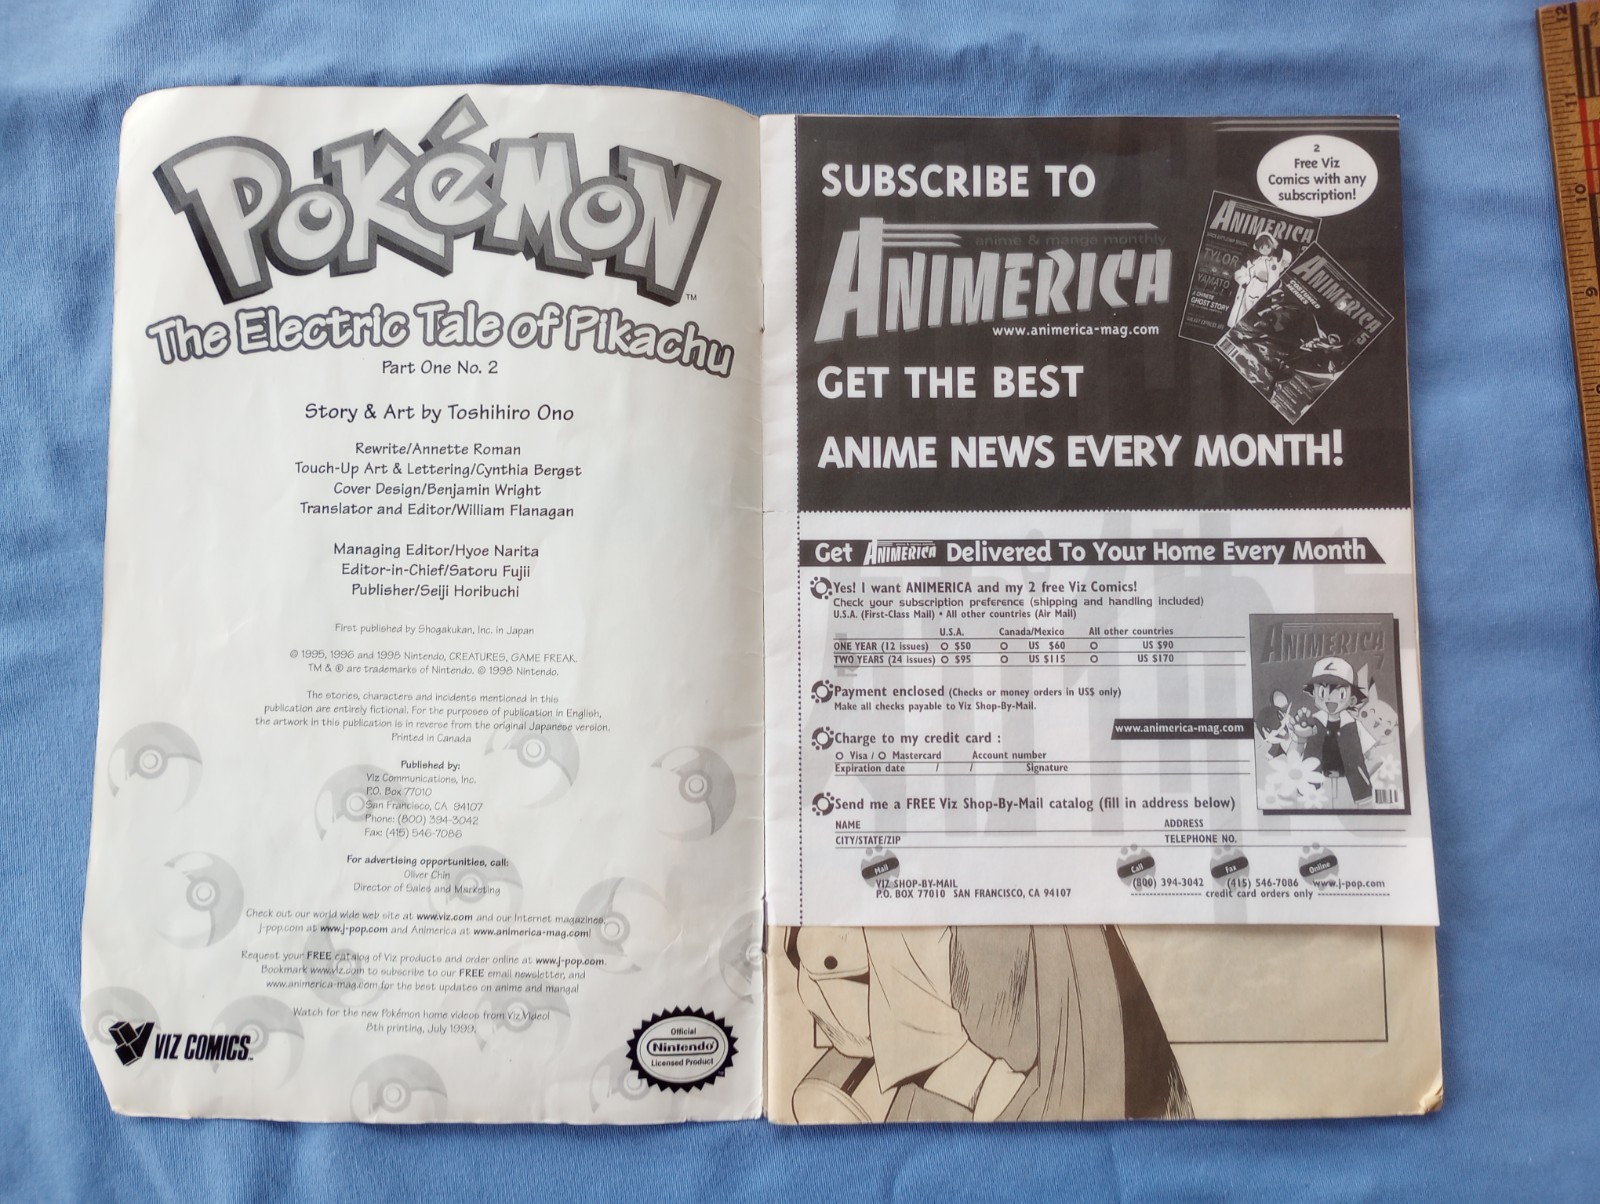 POKéMON
TM
The Electric Tale of Pikachu
Part One No. 2
Story & Art by Toshihiro Ono
Rewrite/Annette Roman
Touch-Up Art & Lettering/Cynthia Bergst
Cover Design/Benjamin Wright
Translator and Editor/William Flanagan
Managing Editor/Hyoe Narita
Editor-in-Chief/Satoru Fujii
Publisher/Seiji Horibuchi
First published by Shogakukan, Inc. in Japan
© 1995, 1996 and 1998 Nintendo, CREATURES, GAME FREAK.
TM & ® are trademarks of Nintendo. © 1998 Nintendo.
The stories, characters and incidents mentioned in this
publication are entirely fictional. For the purposes of publication in English,
the artwork in this publication is in reverse from the original Japanese version.
Printed in Canada
Published by:
Viz Communications, Inc.
P.O. Box 77010
San Francisco, CA 94107
Phone: (800) 394-3042
Fax: (415) 546-7086
For advertising opportunities, call:
Oliver Chin
Director of Sales and Marketing
Check out our world wide web site at www.viz.com and our Internet magazines,
j-pop.com at www.j-pop.com and Animerica at www.animerica-mag.com!
Request your FREE catalog of Viz products and order online at www.j-pop.com.
Bookmark www.viz.com to subscribe to our FREE email newsletter, and
www.animerica-mag.com for the best updates on anime and manga!
Watch for the new Pokémon home videos from Viz Video!
8th printing, July 1999.
VIZ COMICS
Official
Nintendo
Licensed Product
SUBSCRIBE TO
anime & manga monthly
ANIMERICA
www.animerica-mag.com
GET THE BEST
ANIME NEWS EVERY MONTH!
2
Free Viz
Comics with any
subscription!
ANIMERICA
TYLOR
YAMATO
GHOST STORY
ANIMERICA
5
Get ANIMERICA Delivered To Your Home Every Month
Yes! I want ANIMERICA and my 2 free Viz Comics!
Check your subscription preference (shipping and handling included)
U.S.A. (First-Class Mail) • All other countries (Air Mail)
U.S.A. Canada/Mexico All other countries
ONE YEAR (12 issues) O $50 O US $60 O US $90
TWO YEARS (24 issues) O $95 O US $115 O US $170
Payment enclosed (Checks or money orders in US$ only)
Make all checks payable to Viz Shop-By-Mail.
www.animerica-mag.com
Charge to my credit card :
O Visa / O Mastercard Account number
Expiration date / / Signature
ANIMERICA
7
Send me a FREE Viz Shop-By-Mail catalog (fill in address below)
NAME ADDRESS
CITY/STATE/ZIP TELEPHONE NO.
Mail
VIZ SHOP-BY-MAIL
P.O. BOX 77010 SAN FRANCISCO, CA 94107
Call Fax Online
(800) 394-3042 (415) 546-7086 www.j-pop.com
credit card orders only
12
11
10
9